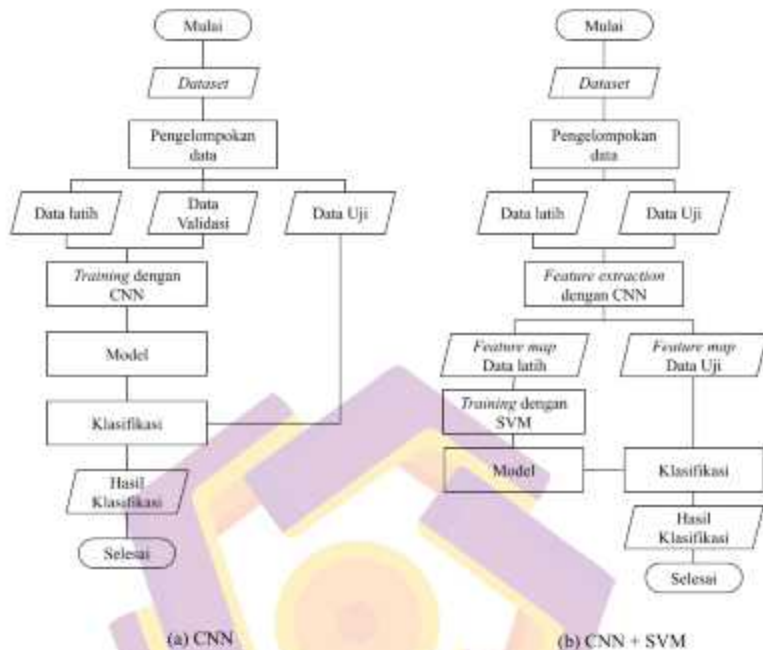 Mulai
Dataset
Pengelompokan
data
Data latih
Data
Validasi
Data Uji
Training dengan
CNN
Model
Klasifikasi
Hasil
Klasifikasi
Selesai
(a) CNN
Mulai
Dataset
Pengelompokan
data
Data latih
Data Uji
Feature extraction
dengan CNN
Feature map
Data latih
Feature map
Data Uji
Training dengan
SVM
Model
Klasifikasi
Hasil
Klasifikasi
Selesai
(b) CNN + SVM